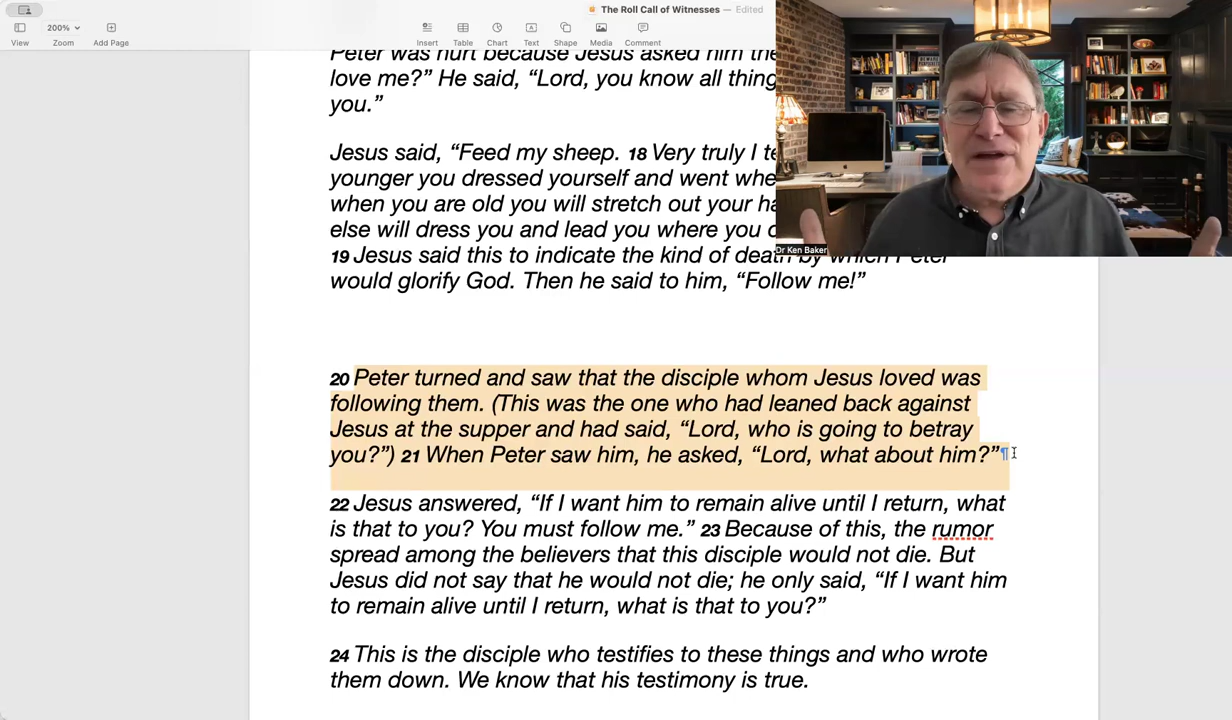 The Roll Call of Witnesses — Edited
200%
View
Zoom
Add Page
Insert
Table
Chart
Text
Shape
Media
Comment
Peter was hurt because Jesus asked him the
love me?” He said, “Lord, you know all thing
you.”
Jesus said, “Feed my sheep. 18 Very truly I te
younger you dressed yourself and went whe
when you are old you will stretch out your ha
else will dress you and lead you where you
19 Jesus said this to indicate the kind of death by which Peter
would glorify God. Then he said to him, “Follow me!”
Dr Ken Baker
20 Peter turned and saw that the disciple whom Jesus loved was
following them. (This was the one who had leaned back against
Jesus at the supper and had said, “Lord, who is going to betray
you?”) 21 When Peter saw him, he asked, “Lord, what about him?”¶
22 Jesus answered, “If I want him to remain alive until I return, what
is that to you? You must follow me.” 23 Because of this, the rumor
spread among the believers that this disciple would not die. But
Jesus did not say that he would not die; he only said, “If I want him
to remain alive until I return, what is that to you?”
24 This is the disciple who testifies to these things and who wrote
them down. We know that his testimony is true.